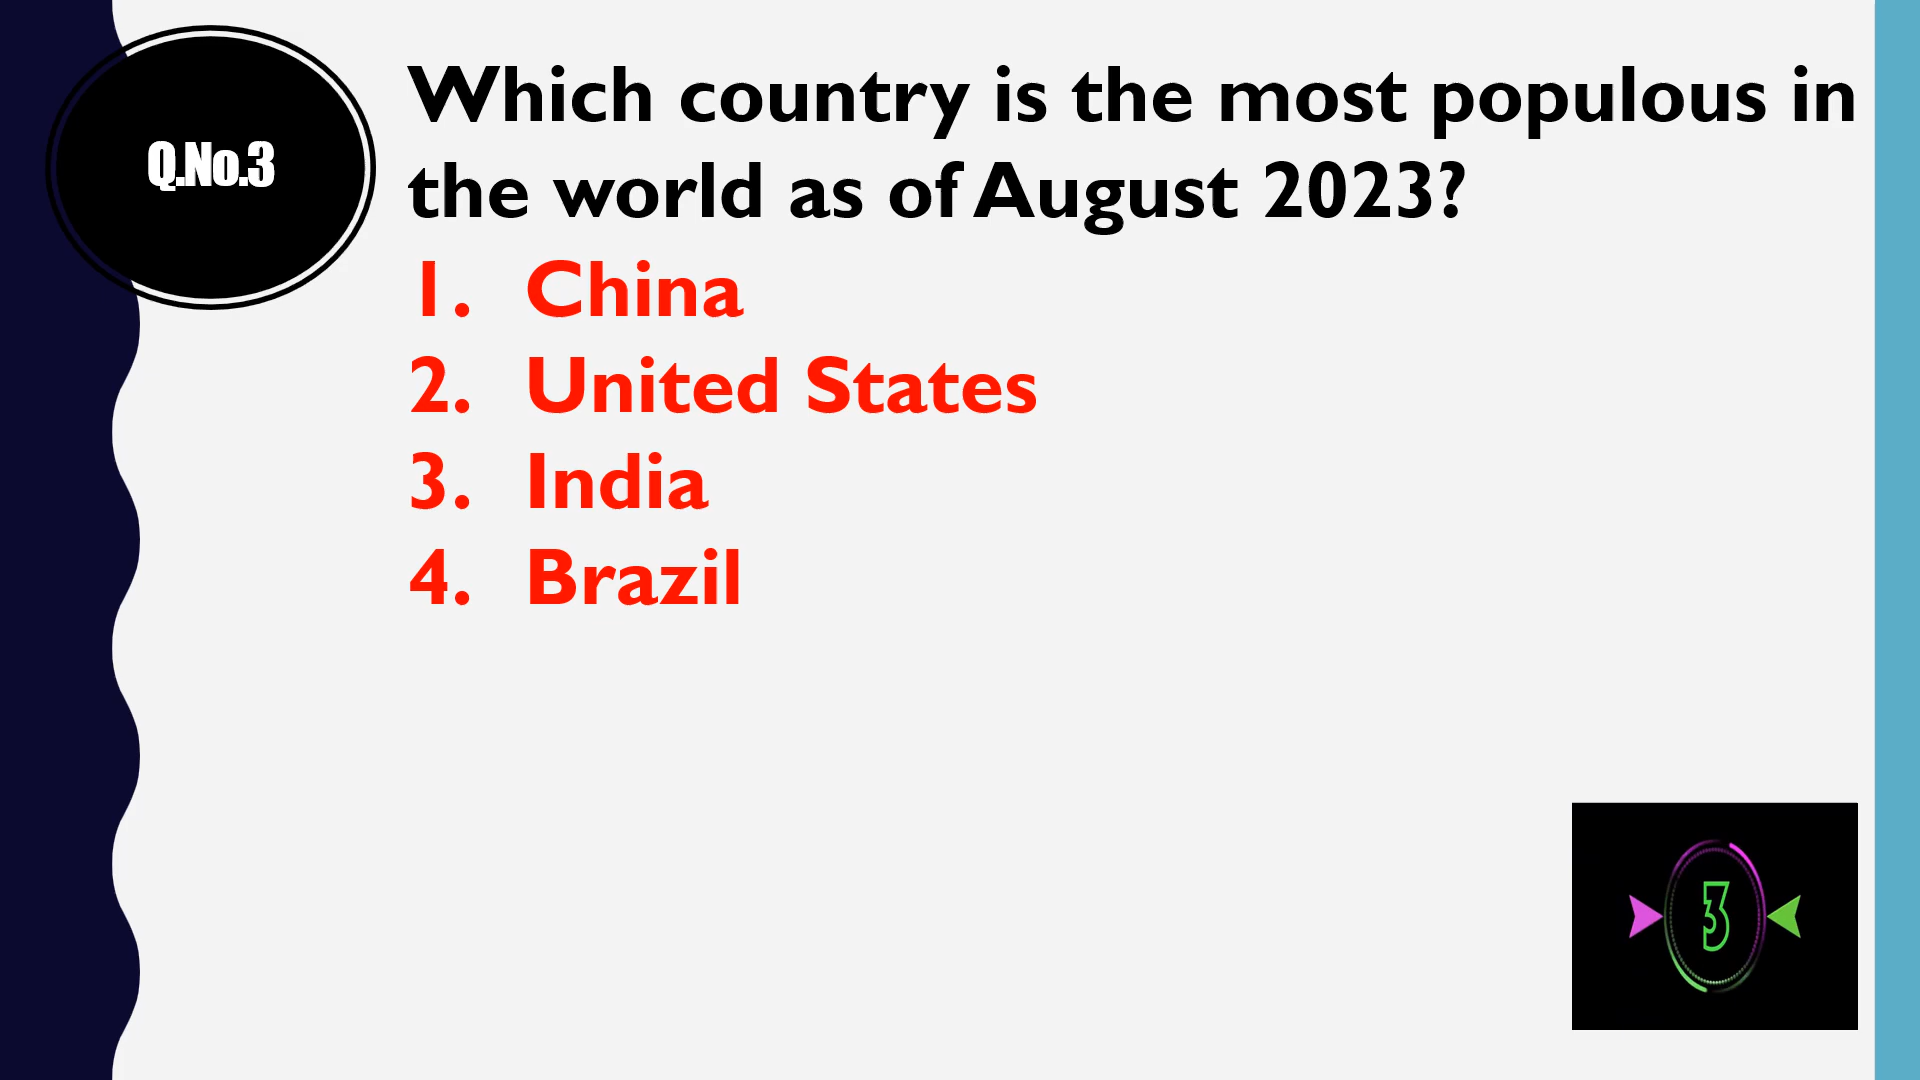 Q.No.3
Which country is the most populous in
the world as of August 2023?
1. China
2. United States
3. India
4. Brazil
3